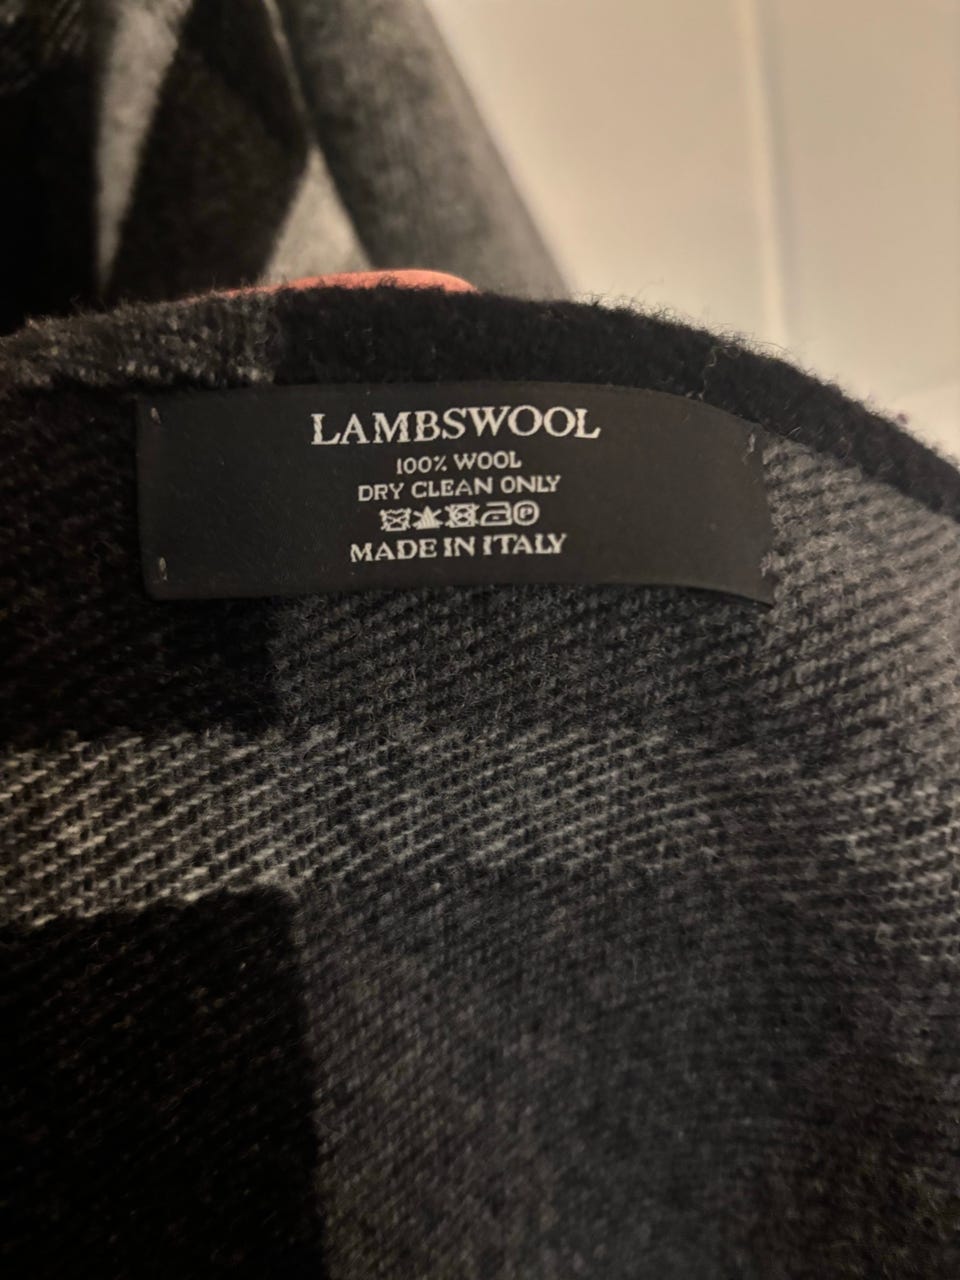 LAMBSWOOL
100% WOOL
DRY CLEAN ONLY
P
MADE IN ITALY